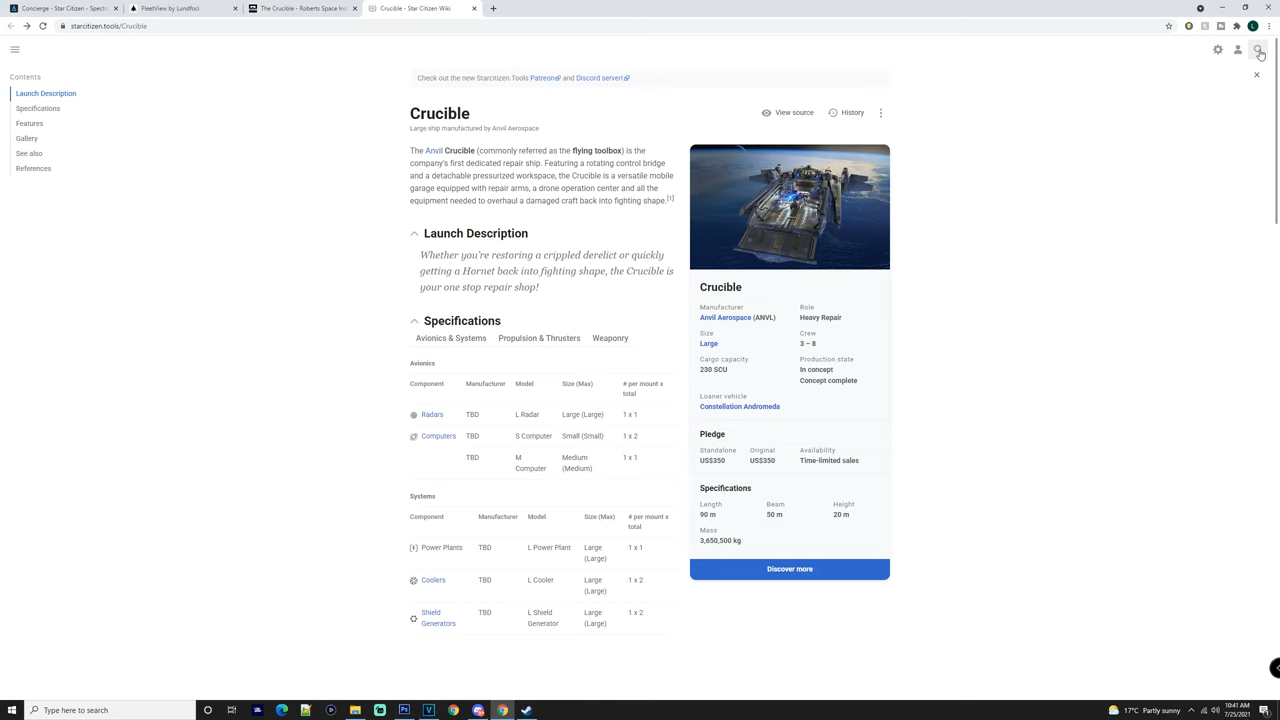 Concierge - Star Citizen - Spectr
FleetView by Lundfoci
The Crucible - Roberts Space Ind
Crucible - Star Citizen Wiki
starcitizen.tools/Crucible
Check out the new Starcitizen.Tools Patreon and Discord server!
Contents
Launch Description
Specifications
Features
Gallery
See also
References
Crucible
Large ship manufactured by Anvil Aerospace
View source
History
The Anvil Crucible (commonly referred as the flying toolbox) is the
company's first dedicated repair ship. Featuring a rotating control bridge
and a detachable pressurized workspace, the Crucible is a versatile mobile
garage equipped with repair arms, a drone operation center and all the
equipment needed to overhaul a damaged craft back into fighting shape.[1]
Launch Description
Whether you're restoring a crippled derelict or quickly
getting a Hornet back into fighting shape, the Crucible is
your one stop repair shop!
Specifications
Avionics & Systems Propulsion & Thrusters Weaponry
Avionics
Component Manufacturer Model Size (Max) # per mount x
total
Radars TBD L Radar Large (Large) 1 x 1
Computers TBD S Computer Small (Small) 1 x 2
TBD M Medium 1 x 1
Computer (Medium)
Systems
Component Manufacturer Model Size (Max) # per mount x
total
Power Plants TBD L Power Plant Large 1 x 1
(Large)
Coolers TBD L Cooler Large 1 x 2
(Large)
Shield TBD L Shield Large 1 x 2
Generators Generator (Large)
Crucible
Manufacturer Role
Anvil Aerospace (ANVL) Heavy Repair
Size Crew
Large 3 – 8
Cargo capacity Production state
230 SCU In concept
Concept complete
Loaner vehicle
Constellation Andromeda
Pledge
Standalone Original Availability
US$350 US$350 Time-limited sales
Specifications
Length Beam Height
90 m 50 m 20 m
Mass
3,650,500 kg
Discover more
Type here to search
17°C Partly sunny
10:41 AM
7/25/2021